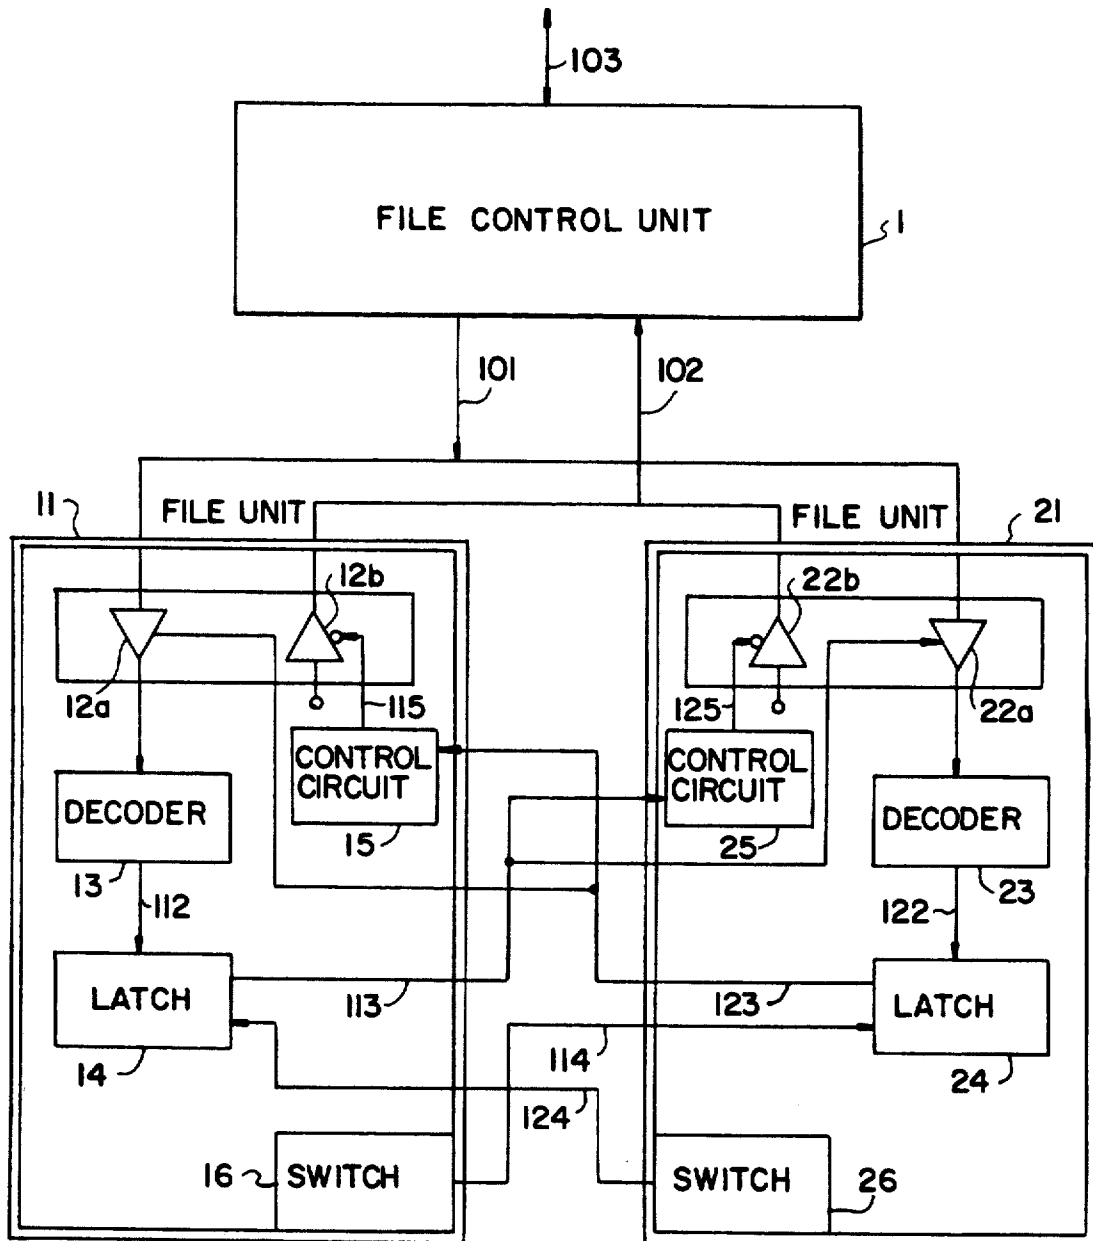 103
FILE CONTROL UNIT
1
101
102
11
FILE UNIT
FILE UNIT
21
12b
22b
12a
115
125
22a
CONTROL
CIRCUIT
CONTROL
CIRCUIT
DECODER
DECODER
13
15
25
23
112
122
LATCH
113
123
LATCH
14
114
24
124
16
SWITCH
SWITCH
26